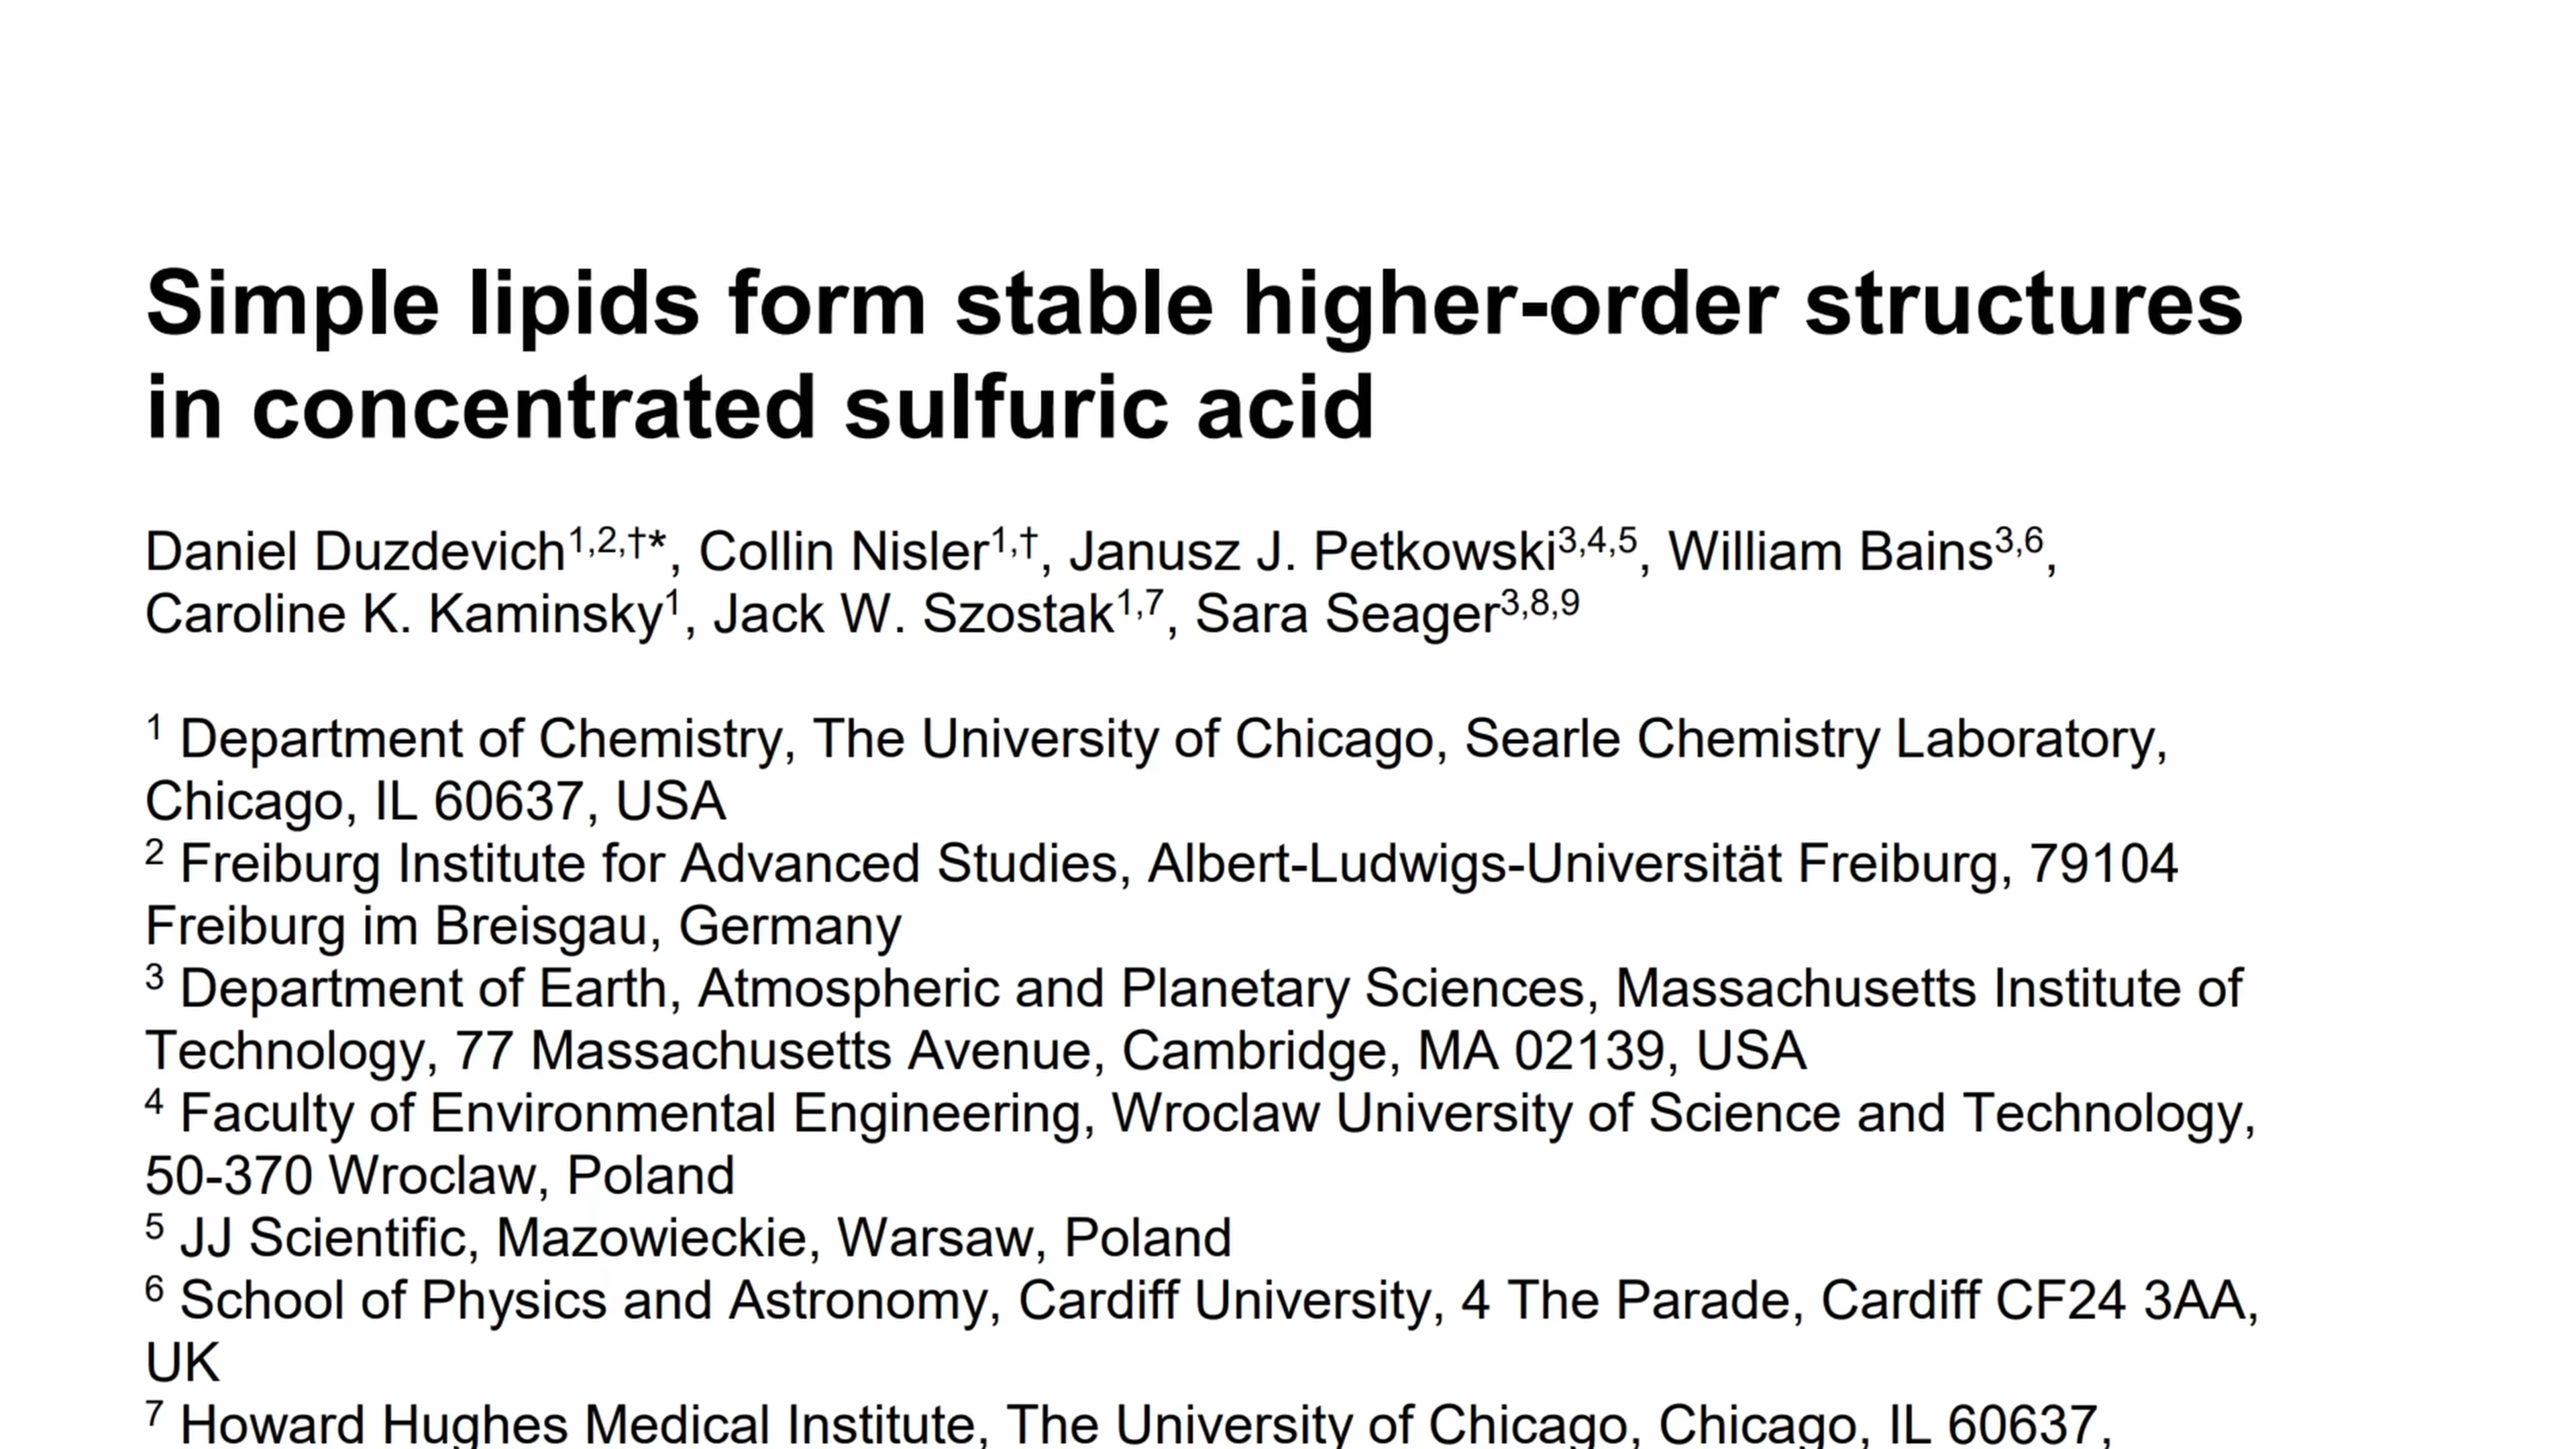 Simple lipids form stable higher-order structures
in concentrated sulfuric acid
Daniel Duzdevich1,2,†*, Collin Nisler1,†, Janusz J. Petkowski3,4,5, William Bains3,6,
Caroline K. Kaminsky1, Jack W. Szostak1,7, Sara Seager3,8,9
1 Department of Chemistry, The University of Chicago, Searle Chemistry Laboratory,
Chicago, IL 60637, USA
2 Freiburg Institute for Advanced Studies, Albert-Ludwigs-Universität Freiburg, 79104
Freiburg im Breisgau, Germany
3 Department of Earth, Atmospheric and Planetary Sciences, Massachusetts Institute of
Technology, 77 Massachusetts Avenue, Cambridge, MA 02139, USA
4 Faculty of Environmental Engineering, Wroclaw University of Science and Technology,
50-370 Wroclaw, Poland
5 JJ Scientific, Mazowieckie, Warsaw, Poland
6 School of Physics and Astronomy, Cardiff University, 4 The Parade, Cardiff CF24 3AA,
UK
7 Howard Hughes Medical Institute, The University of Chicago, Chicago, IL 60637,